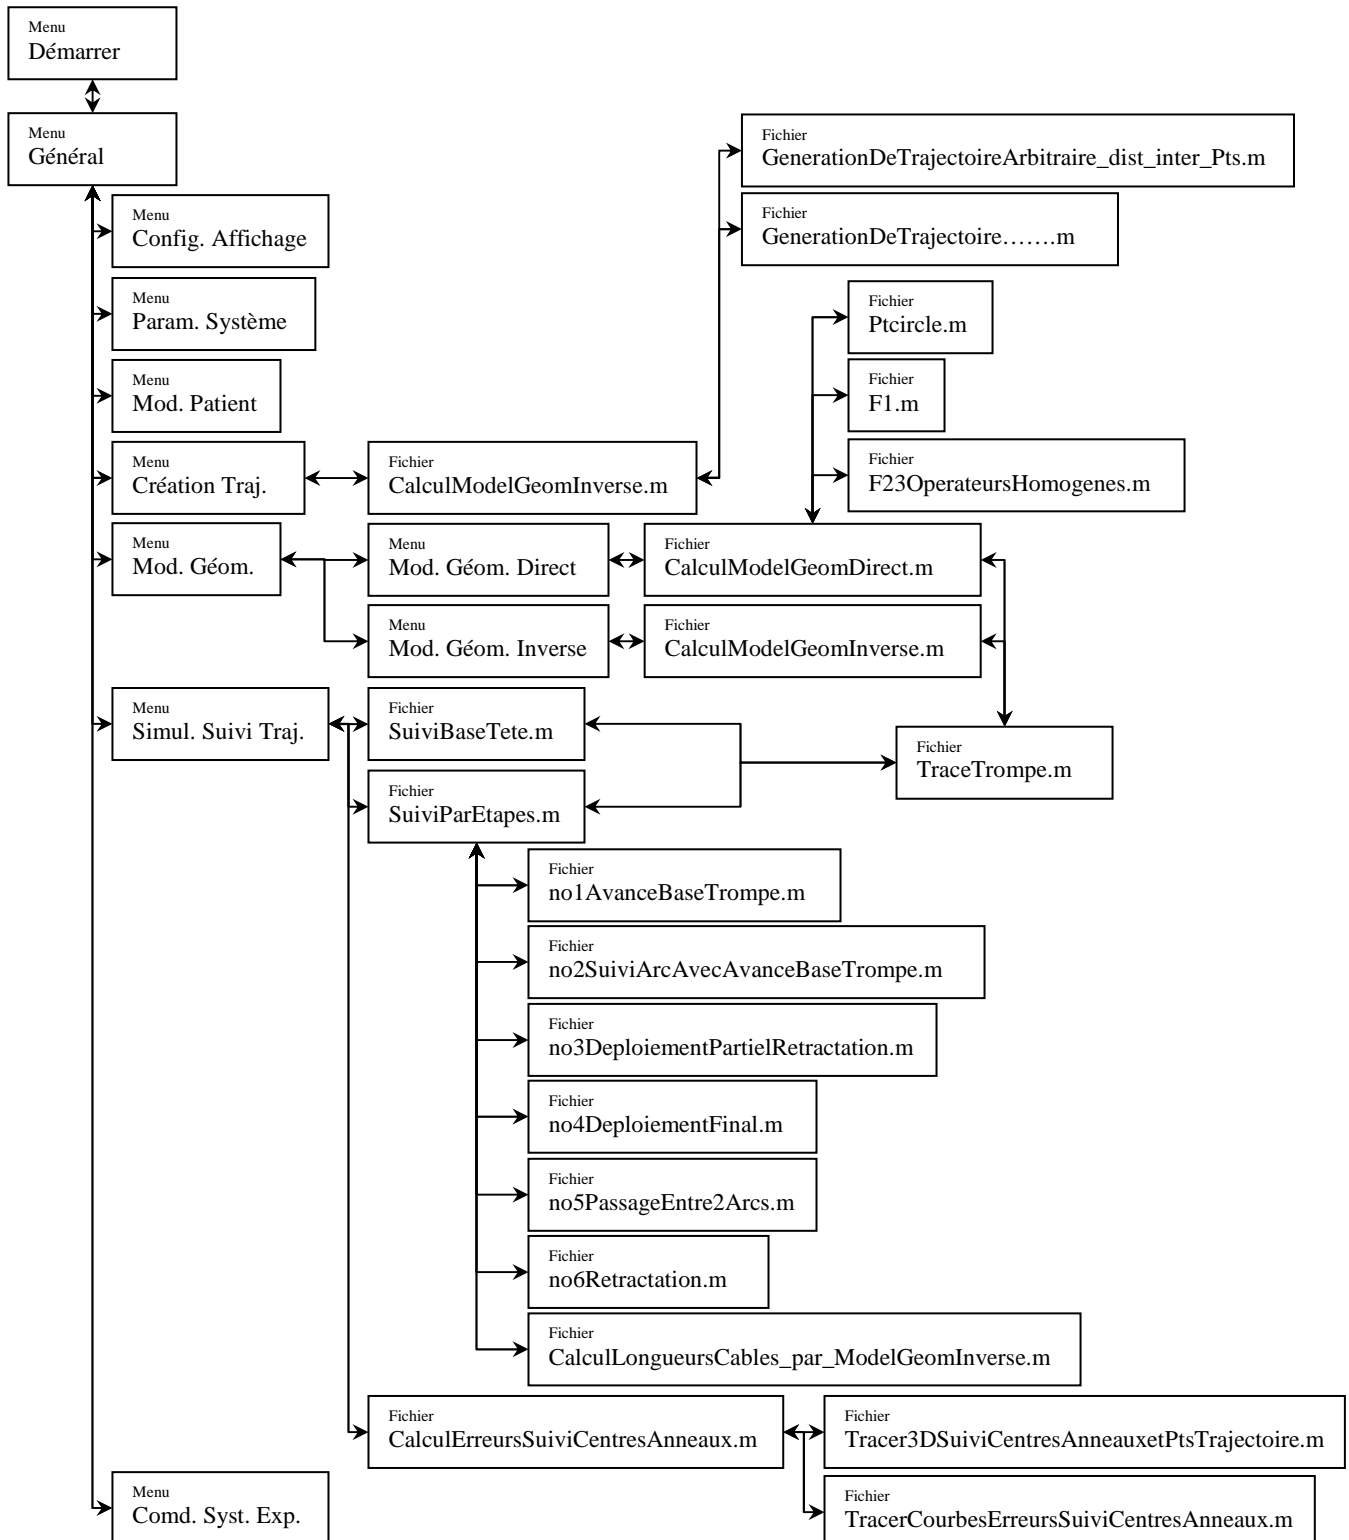 Menu
Démarrer
Menu
Général
Fichier
GenerationDeTrajectoireArbitraire_dist_inter_Pts.m
Menu
Config. Affichage
Fichier
GenerationDeTrajectoire…….m
Menu
Param. Système
Fichier
Ptcircle.m
Menu
Mod. Patient
Fichier
F1.m
Menu
Création Traj.
Fichier
CalculModelGeomInverse.m
Fichier
F23OperateursHomogenes.m
Menu
Mod. Géom.
Menu
Mod. Géom. Direct
Fichier
CalculModelGeomDirect.m
Menu
Mod. Géom. Inverse
Fichier
CalculModelGeomInverse.m
Menu
Simul. Suivi Traj.
Fichier
SuiviBaseTete.m
Fichier
TraceTrompe.m
Fichier
SuiviParEtapes.m
Fichier
no1AvanceBaseTrompe.m
Fichier
no2SuiviArcAvecAvanceBaseTrompe.m
Fichier
no3DeploiementPartielRetractation.m
Fichier
no4DeploiementFinal.m
Fichier
no5PassageEntre2Arcs.m
Fichier
no6Retractation.m
Fichier
CalculLongueursCables_par_ModelGeomInverse.m
Fichier
CalculErreursSuiviCentresAnneaux.m
Fichier
Tracer3DSuiviCentresAnneauxetPtsTrajectoire.m
Menu
Comd. Syst. Exp.
Fichier
TracerCourbesErreursSuiviCentresAnneaux.m